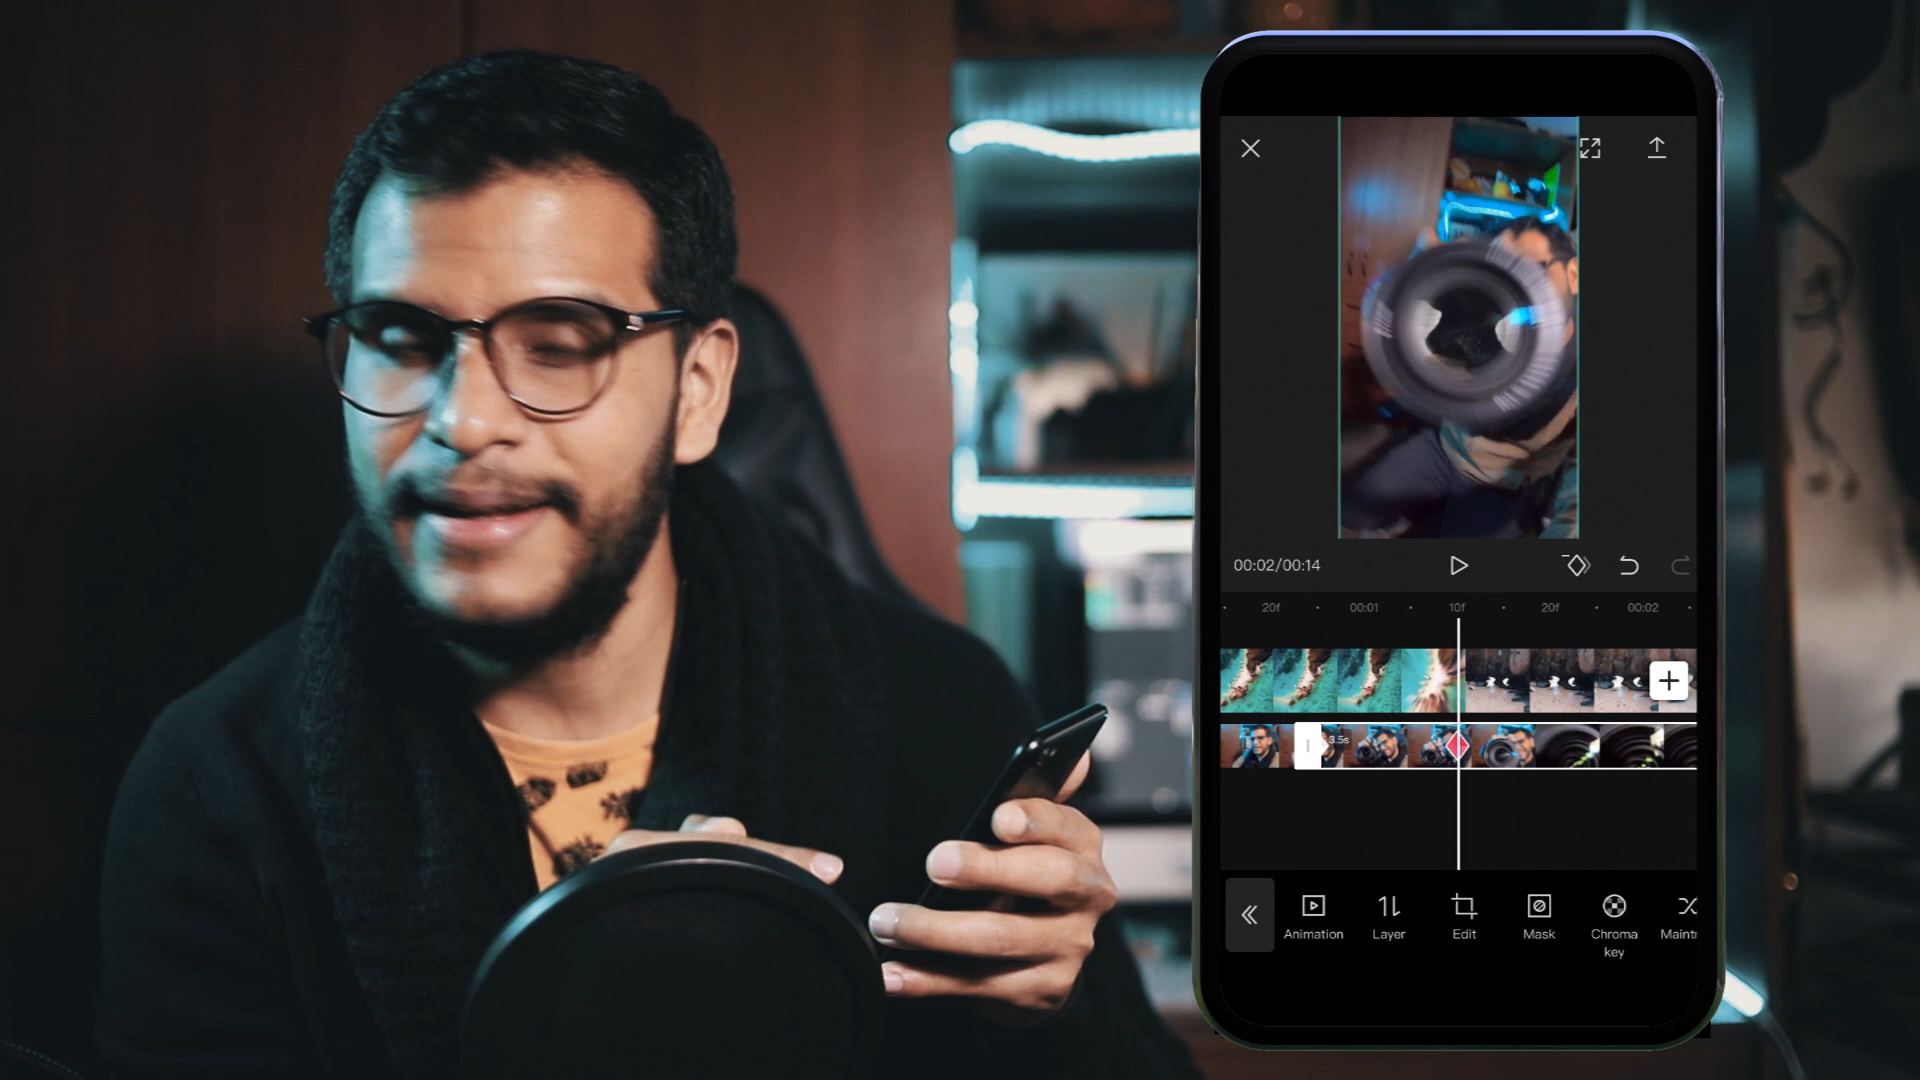 00:02/00:14
20f 00:01 10f 20f 00:02
3.5s
Animation Layer Edit Mask Chroma key Maintr